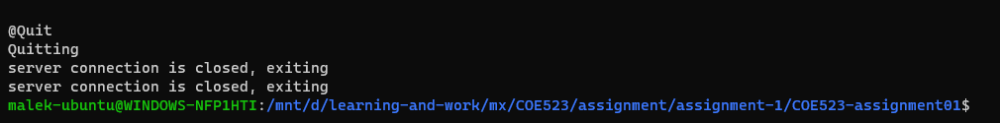 @Quit
Quitting
server connection is closed, exiting
server connection is closed, exiting
malek-ubuntu@WINDOWS-NFP1HTI:/mnt/d/learning-and-work/mx/COE523/assignment/assignment-1/COE523-assignment01$